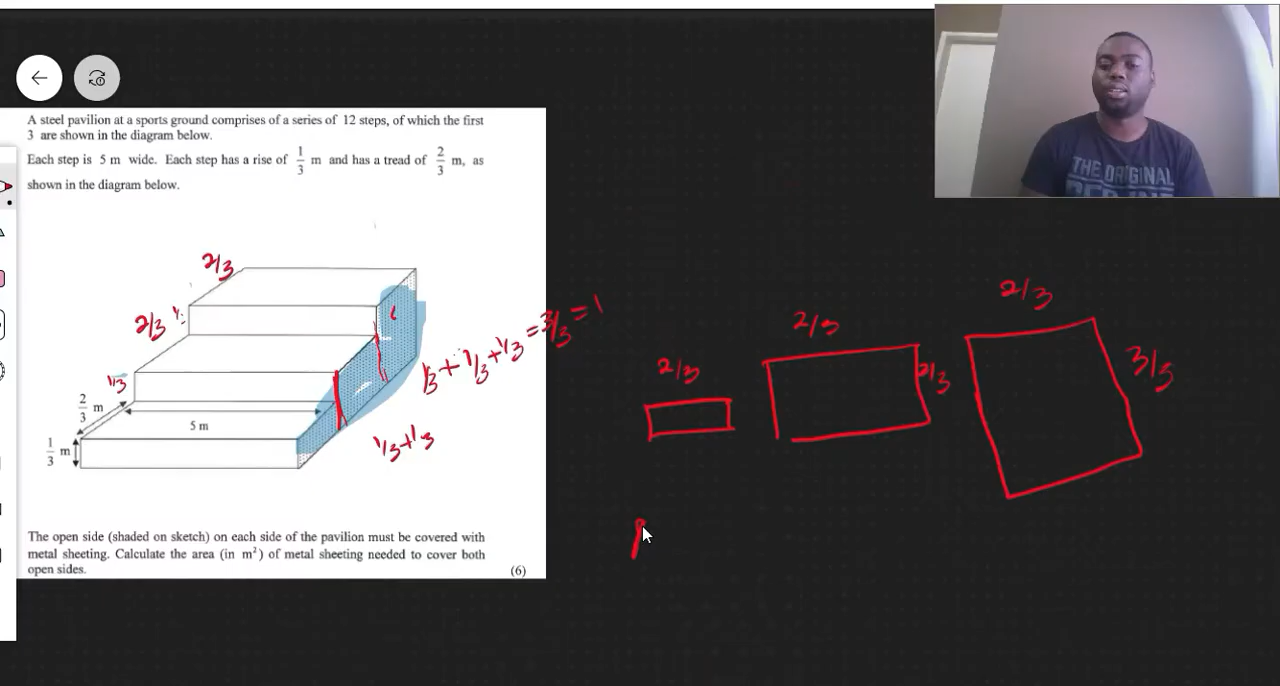 A steel pavilion at a sports ground comprises of a series of 12 steps, of which the first
3 are shown in the diagram below.
Each step is 5 m wide. Each step has a rise of 1/3 m and has a tread of 2/3 m, as
shown in the diagram below.
2/3
2/3
1/3
2/3 m
5 m
1/3 m
1/3 + 1/3 + 1/3 = 3/3 = 1
1/3 + 1/3
The open side (shaded on sketch) on each side of the pavilion must be covered with
metal sheeting. Calculate the area (in m²) of metal sheeting needed to cover both
open sides.
(6)
2/3
2/3
2/3
2/3
3/3
THE ORIGINAL